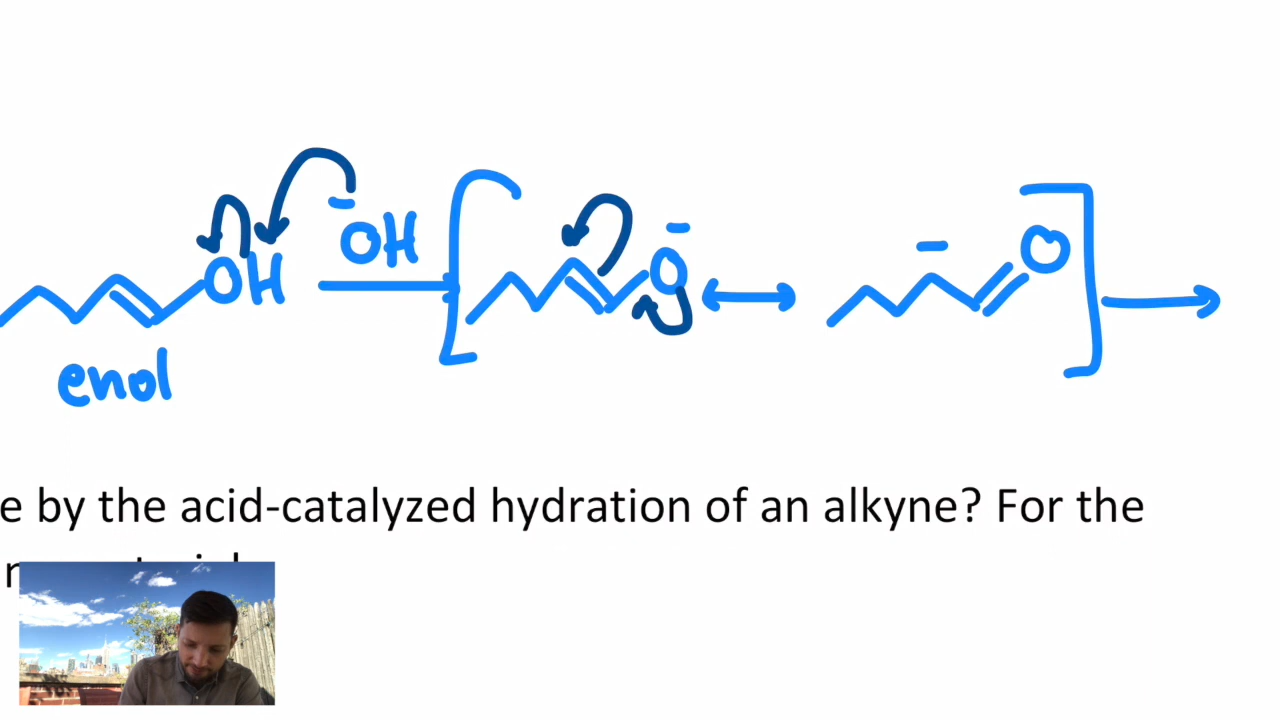 OH
⁻OH
O⁻
⁻
O
enol
e by the acid-catalyzed hydration of an alkyne? For the